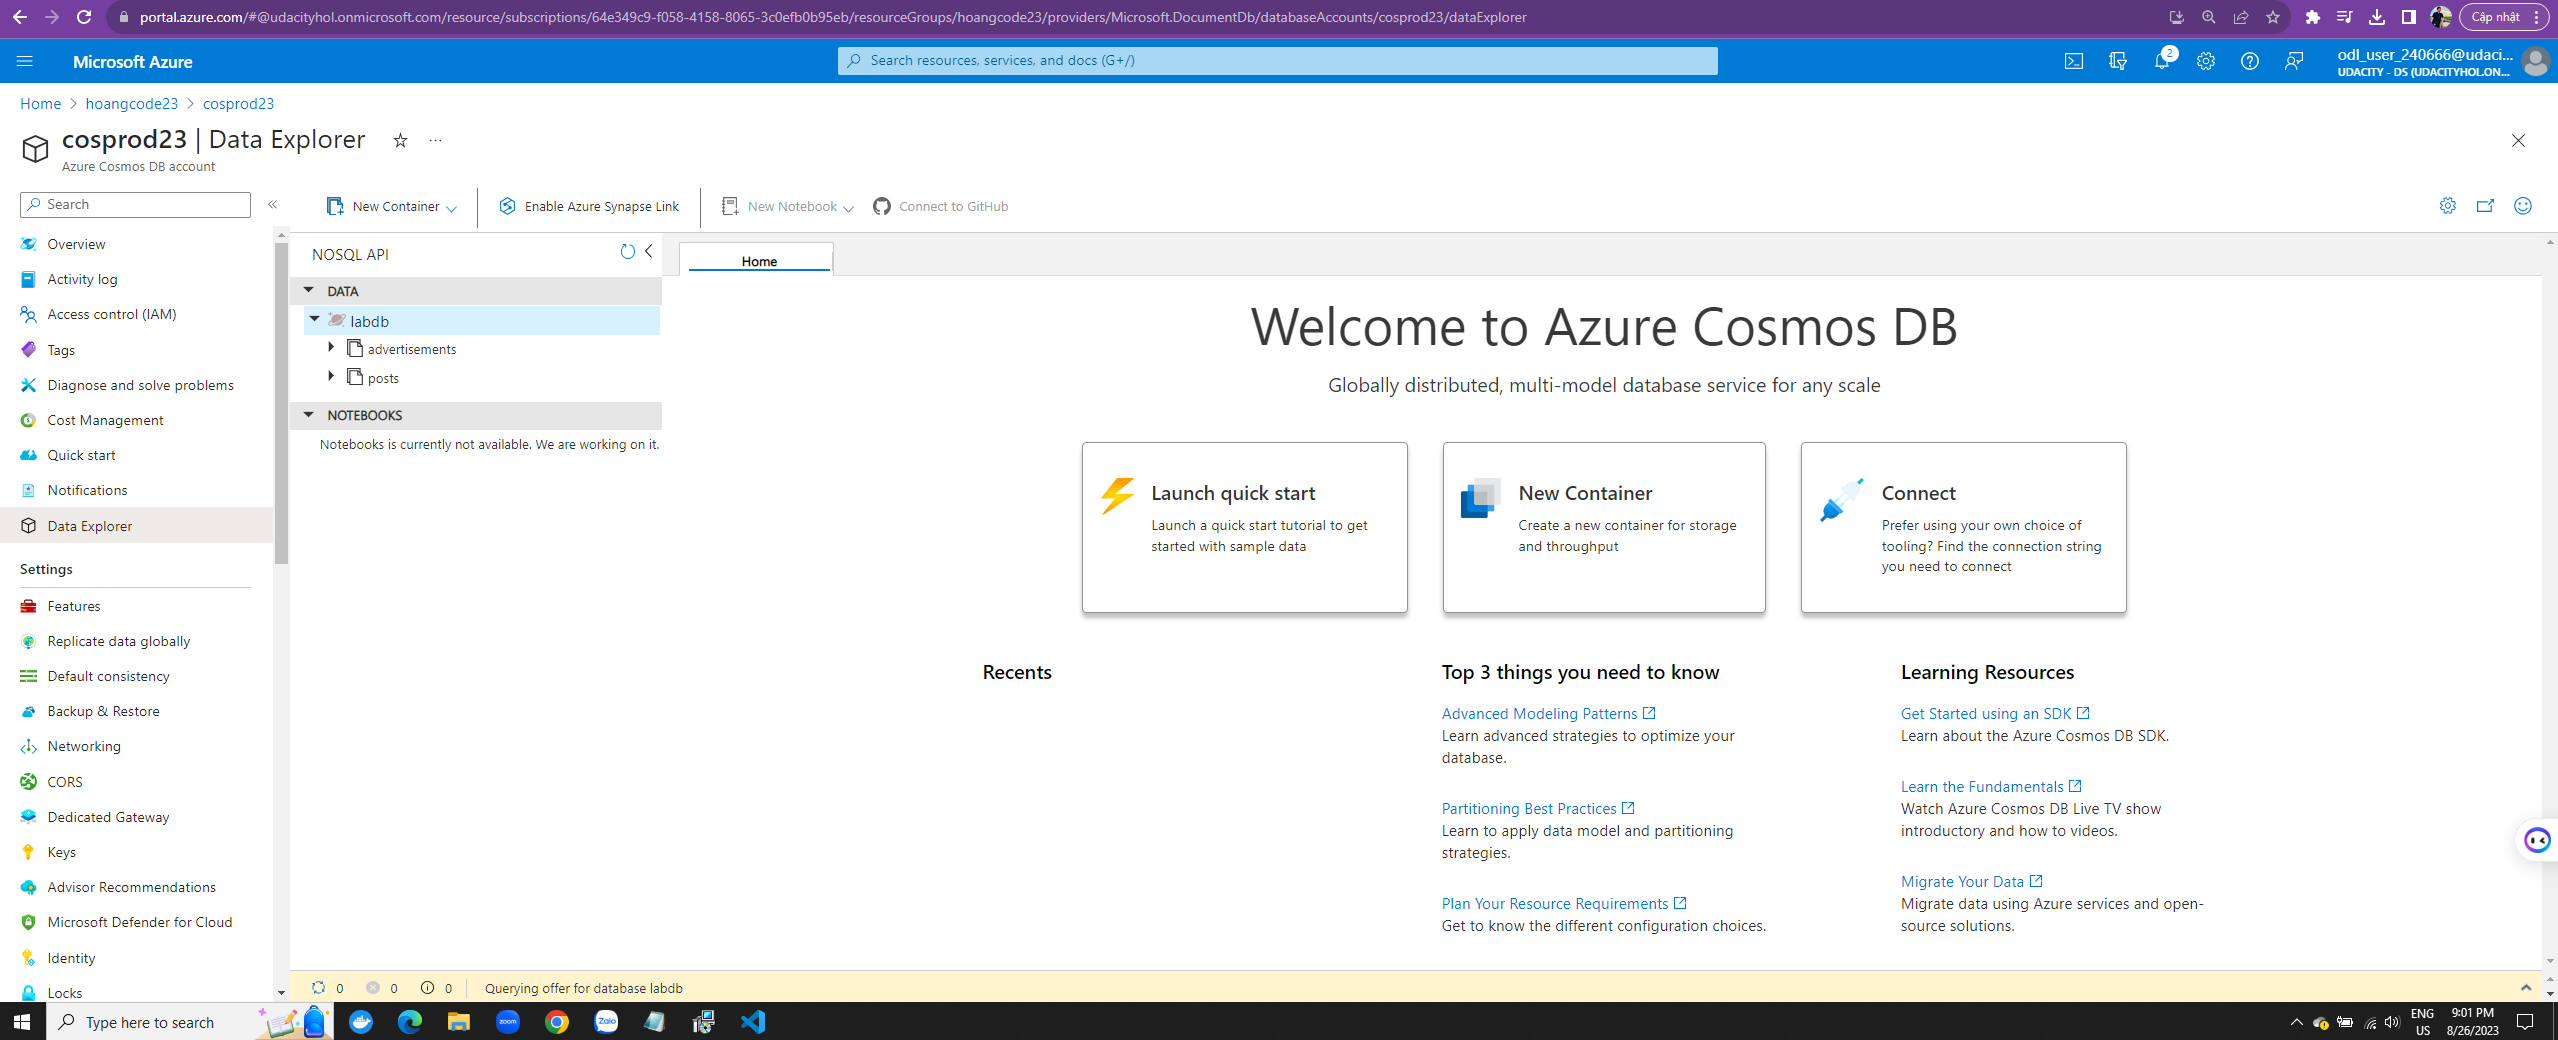 portal.azure.com/#@udacityhol.onmicrosoft.com/resource/subscriptions/64e349c9-f058-4158-8065-3c0efb0b95eb/resourceGroups/hoangcode23/providers/Microsoft.DocumentDb/databaseAccounts/cosprod23/dataExplorer
Cập nhật
Microsoft Azure
Search resources, services, and docs (G+/)
2
odl_user_240666@udaci...
UDACITY - DS (UDACITYHOL.ON...
Home > hoangcode23 > cosprod23
cosprod23 | Data Explorer
Azure Cosmos DB account
Search
New Container
Enable Azure Synapse Link
New Notebook
Connect to GitHub
Overview
Activity log
Access control (IAM)
Tags
Diagnose and solve problems
Cost Management
Quick start
Notifications
Data Explorer
Settings
Features
Replicate data globally
Default consistency
Backup & Restore
Networking
CORS
Dedicated Gateway
Keys
Advisor Recommendations
Microsoft Defender for Cloud
Identity
Locks
NOSQL API
DATA
labdb
advertisements
posts
NOTEBOOKS
Notebooks is currently not available. We are working on it.
Home
Welcome to Azure Cosmos DB
Globally distributed, multi-model database service for any scale
Launch quick start
Launch a quick start tutorial to get
started with sample data
New Container
Create a new container for storage
and throughput
Connect
Prefer using your own choice of
tooling? Find the connection string
you need to connect
Recents
Top 3 things you need to know
Advanced Modeling Patterns
Learn advanced strategies to optimize your
database.
Partitioning Best Practices
Learn to apply data model and partitioning
strategies.
Plan Your Resource Requirements
Get to know the different configuration choices.
Learning Resources
Get Started using an SDK
Learn about the Azure Cosmos DB SDK.
Learn the Fundamentals
Watch Azure Cosmos DB Live TV show
introductory and how to videos.
Migrate Your Data
Migrate data using Azure services and open-
source solutions.
0 0 0 Querying offer for database labdb
Type here to search
zoom
Zalo
ENG
US
9:01 PM
8/26/2023